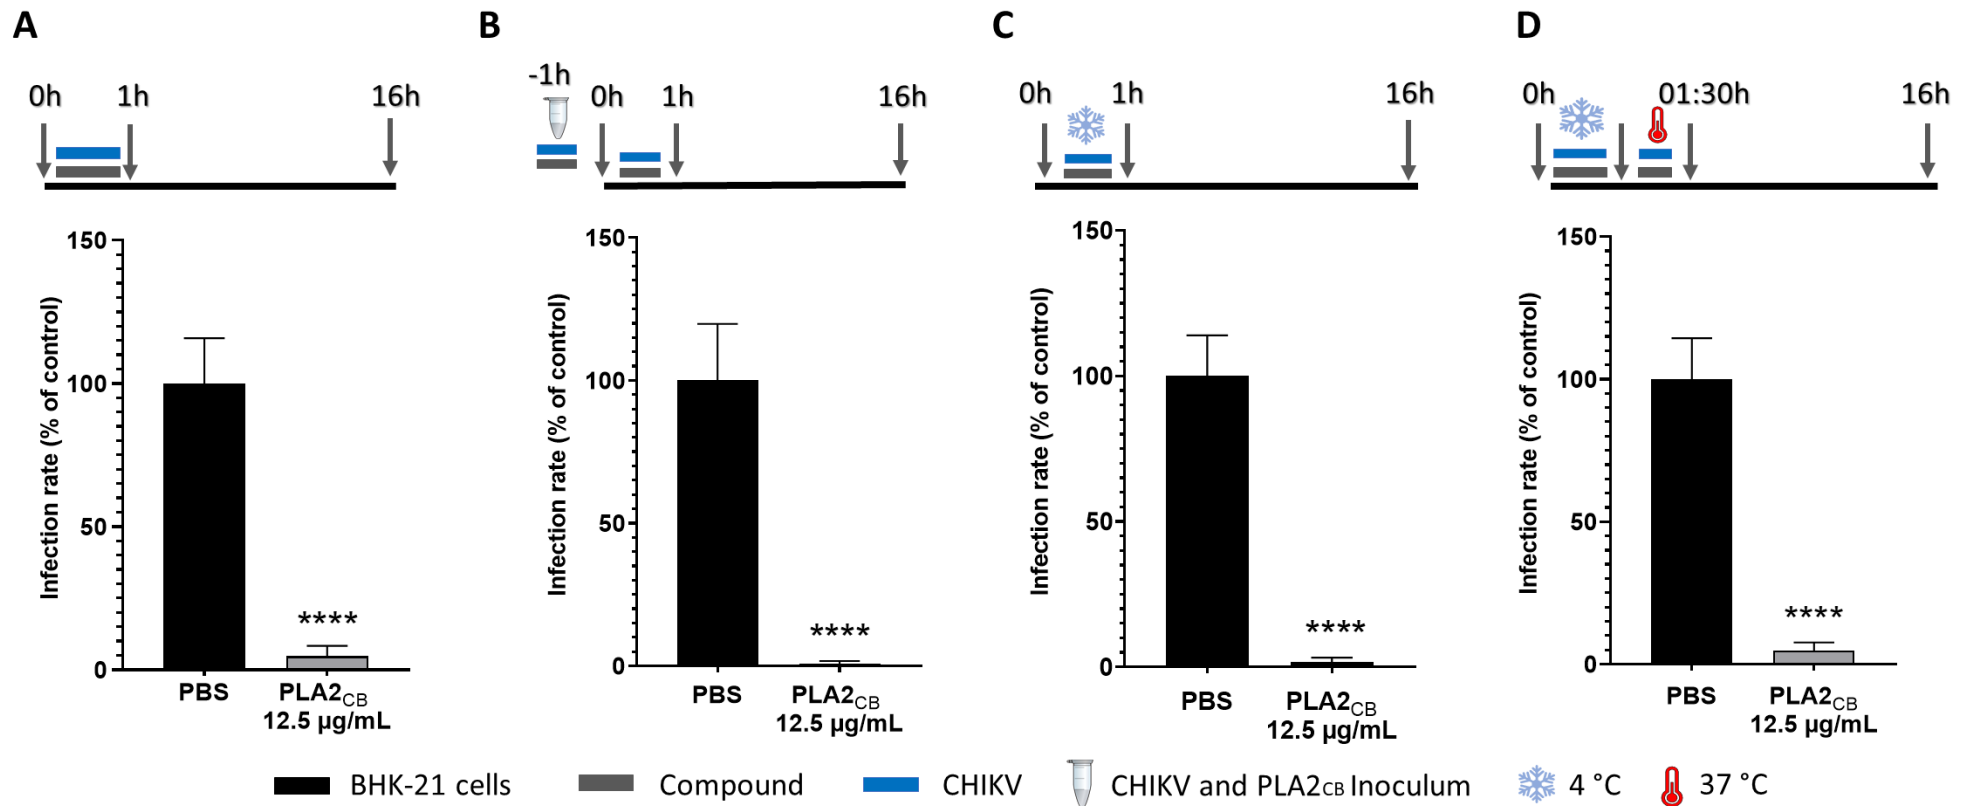 A
B
C
D
0h 1h 16h
-1h 0h 1h 16h
0h 1h 16h
0h 01:30h 16h
Infection rate (% of control)
150
100
50
0
PBS
PLA2CB
12.5 µg/mL
****
Infection rate (% of control)
150
100
50
0
PBS
PLA2CB
12.5 µg/mL
****
Infection rate (% of control)
150
100
50
0
PBS
PLA2CB
12.5 µg/mL
****
Infection rate (% of control)
150
100
50
0
PBS
PLA2CB
12.5 µg/mL
****
BHK-21 cells
Compound
CHIKV
CHIKV and PLA2CB Inoculum
4 °C
37 °C